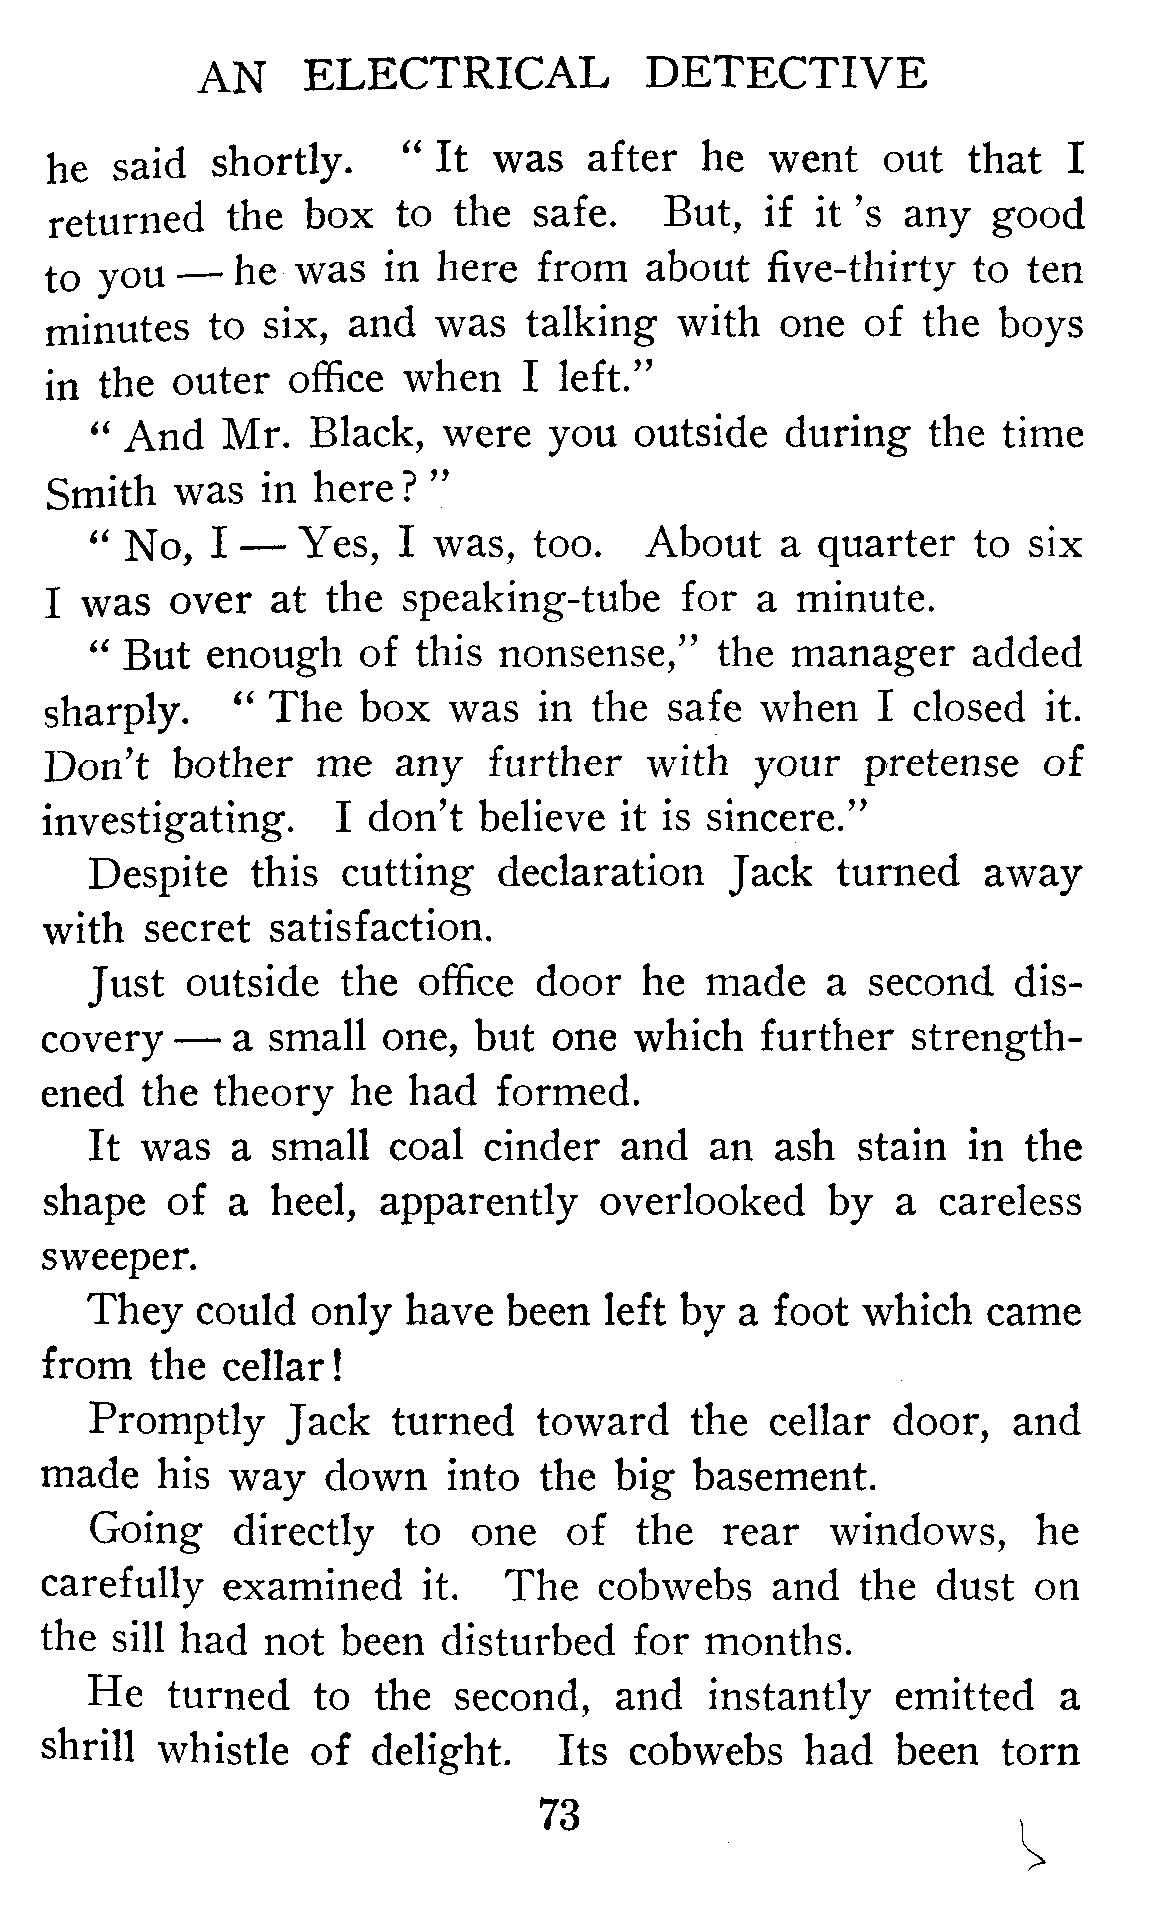 AN ELECTRICAL DETECTIVE
he said shortly. “ It was after he went out that I
returned the box to the safe. But, if it ’s any good
to you — he was in here from about five-thirty to ten
minutes to six, and was talking with one of the boys
in the outer office when I left.”
“ And Mr. Black, were you outside during the time
Smith was in here? ”
“ No, I — Yes, I was, too. About a quarter to six
I was over at the speaking-tube for a minute.
“ But enough of this nonsense,” the manager added
sharply. “ The box was in the safe when I closed it.
Don't bother me any further with your pretense of
investigating. I don't believe it is sincere.”
Despite this cutting declaration Jack turned away
with secret satisfaction.
Just outside the office door he made a second dis-
covery — a small one, but one which further strength-
ened the theory he had formed.
It was a small coal cinder and an ash stain in the
shape of a heel, apparently overlooked by a careless
sweeper.
They could only have been left by a foot which came
from the cellar!
Promptly Jack turned toward the cellar door, and
made his way down into the big basement.
Going directly to one of the rear windows, he
carefully examined it. The cobwebs and the dust on
the sill had not been disturbed for months.
He turned to the second, and instantly emitted a
shrill whistle of delight. Its cobwebs had been torn
73